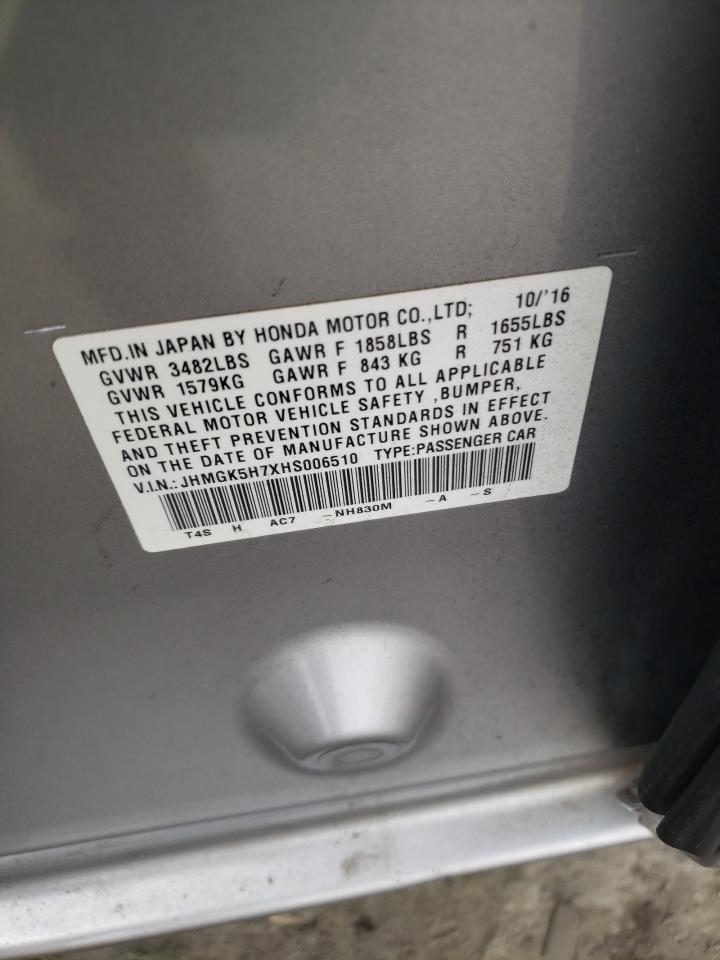 MFD.IN JAPAN BY HONDA MOTOR CO.,LTD; 10/'16
GVWR 3482LBS GAWR F 1858LBS R 1655LBS
GVWR 1579KG GAWR F 843 KG R 751 KG
THIS VEHICLE CONFORMS TO ALL APPLICABLE
FEDERAL MOTOR VEHICLE SAFETY ,BUMPER,
AND THEFT PREVENTION STANDARDS IN EFFECT
ON THE DATE OF MANUFACTURE SHOWN ABOVE.
V.I.N.: JHMGK5H7XHS006510 TYPE:PASSENGER CAR
T4S H AC7 -NH830M -A -S